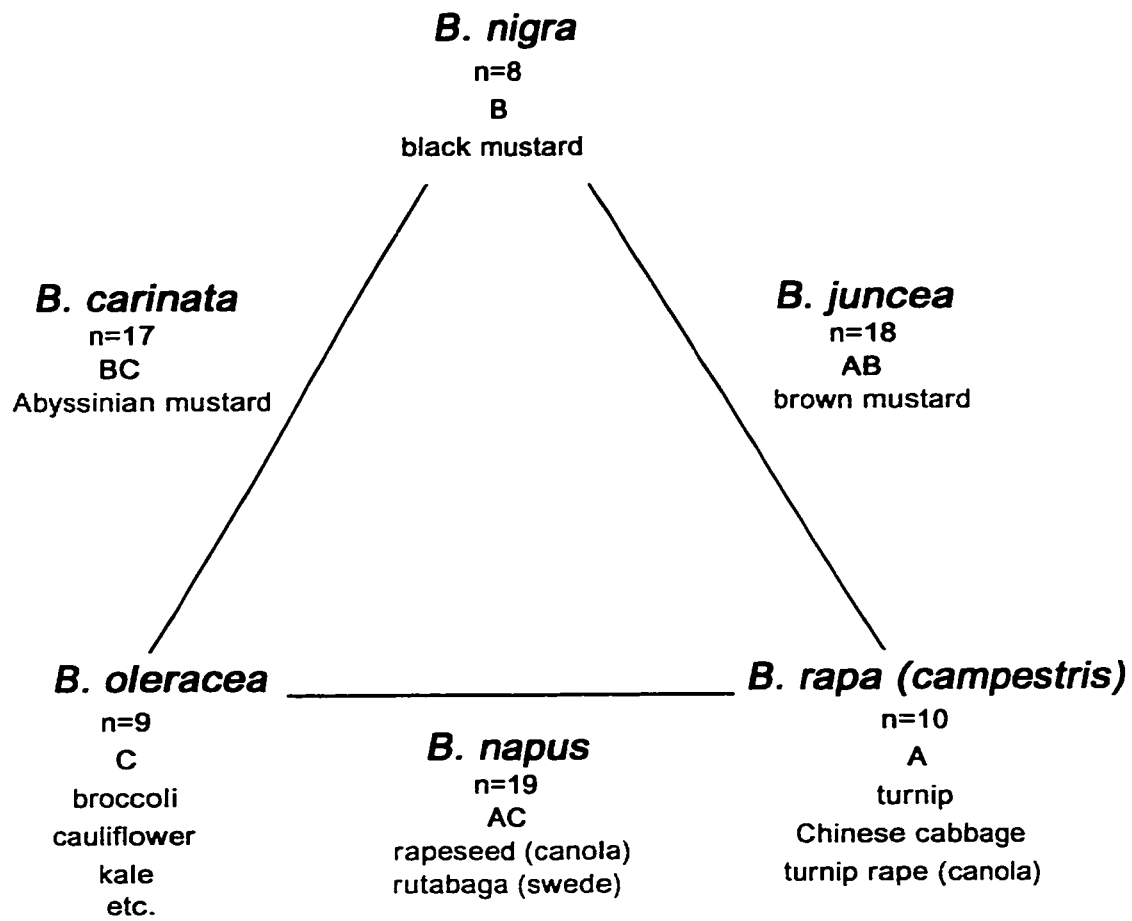 B. nigra
n=8
B
black mustard
B. carinata
n=17
BC
Abyssinian mustard
B. juncea
n=18
AB
brown mustard
B. oleracea
n=9
C
broccoli
cauliflower
kale
etc.
B. napus
n=19
AC
rapeseed (canola)
rutabaga (swede)
B. rapa (campestris)
n=10
A
turnip
Chinese cabbage
turnip rape (canola)